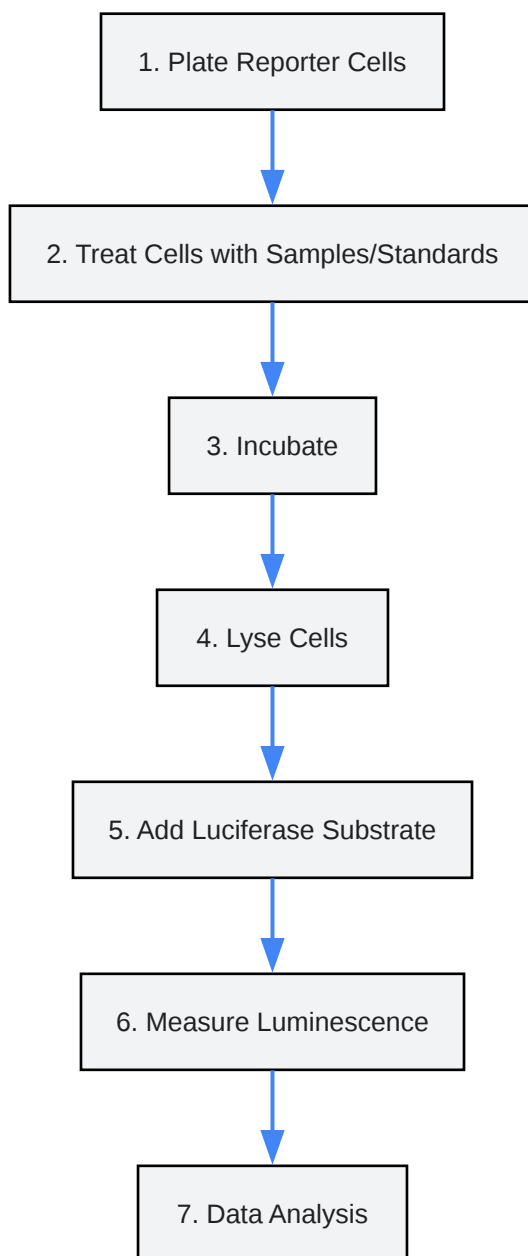 1. Plate Reporter Cells
2. Treat Cells with Samples/Standards
3. Incubate
4. Lyse Cells
5. Add Luciferase Substrate
6. Measure Luminescence
7. Data Analysis